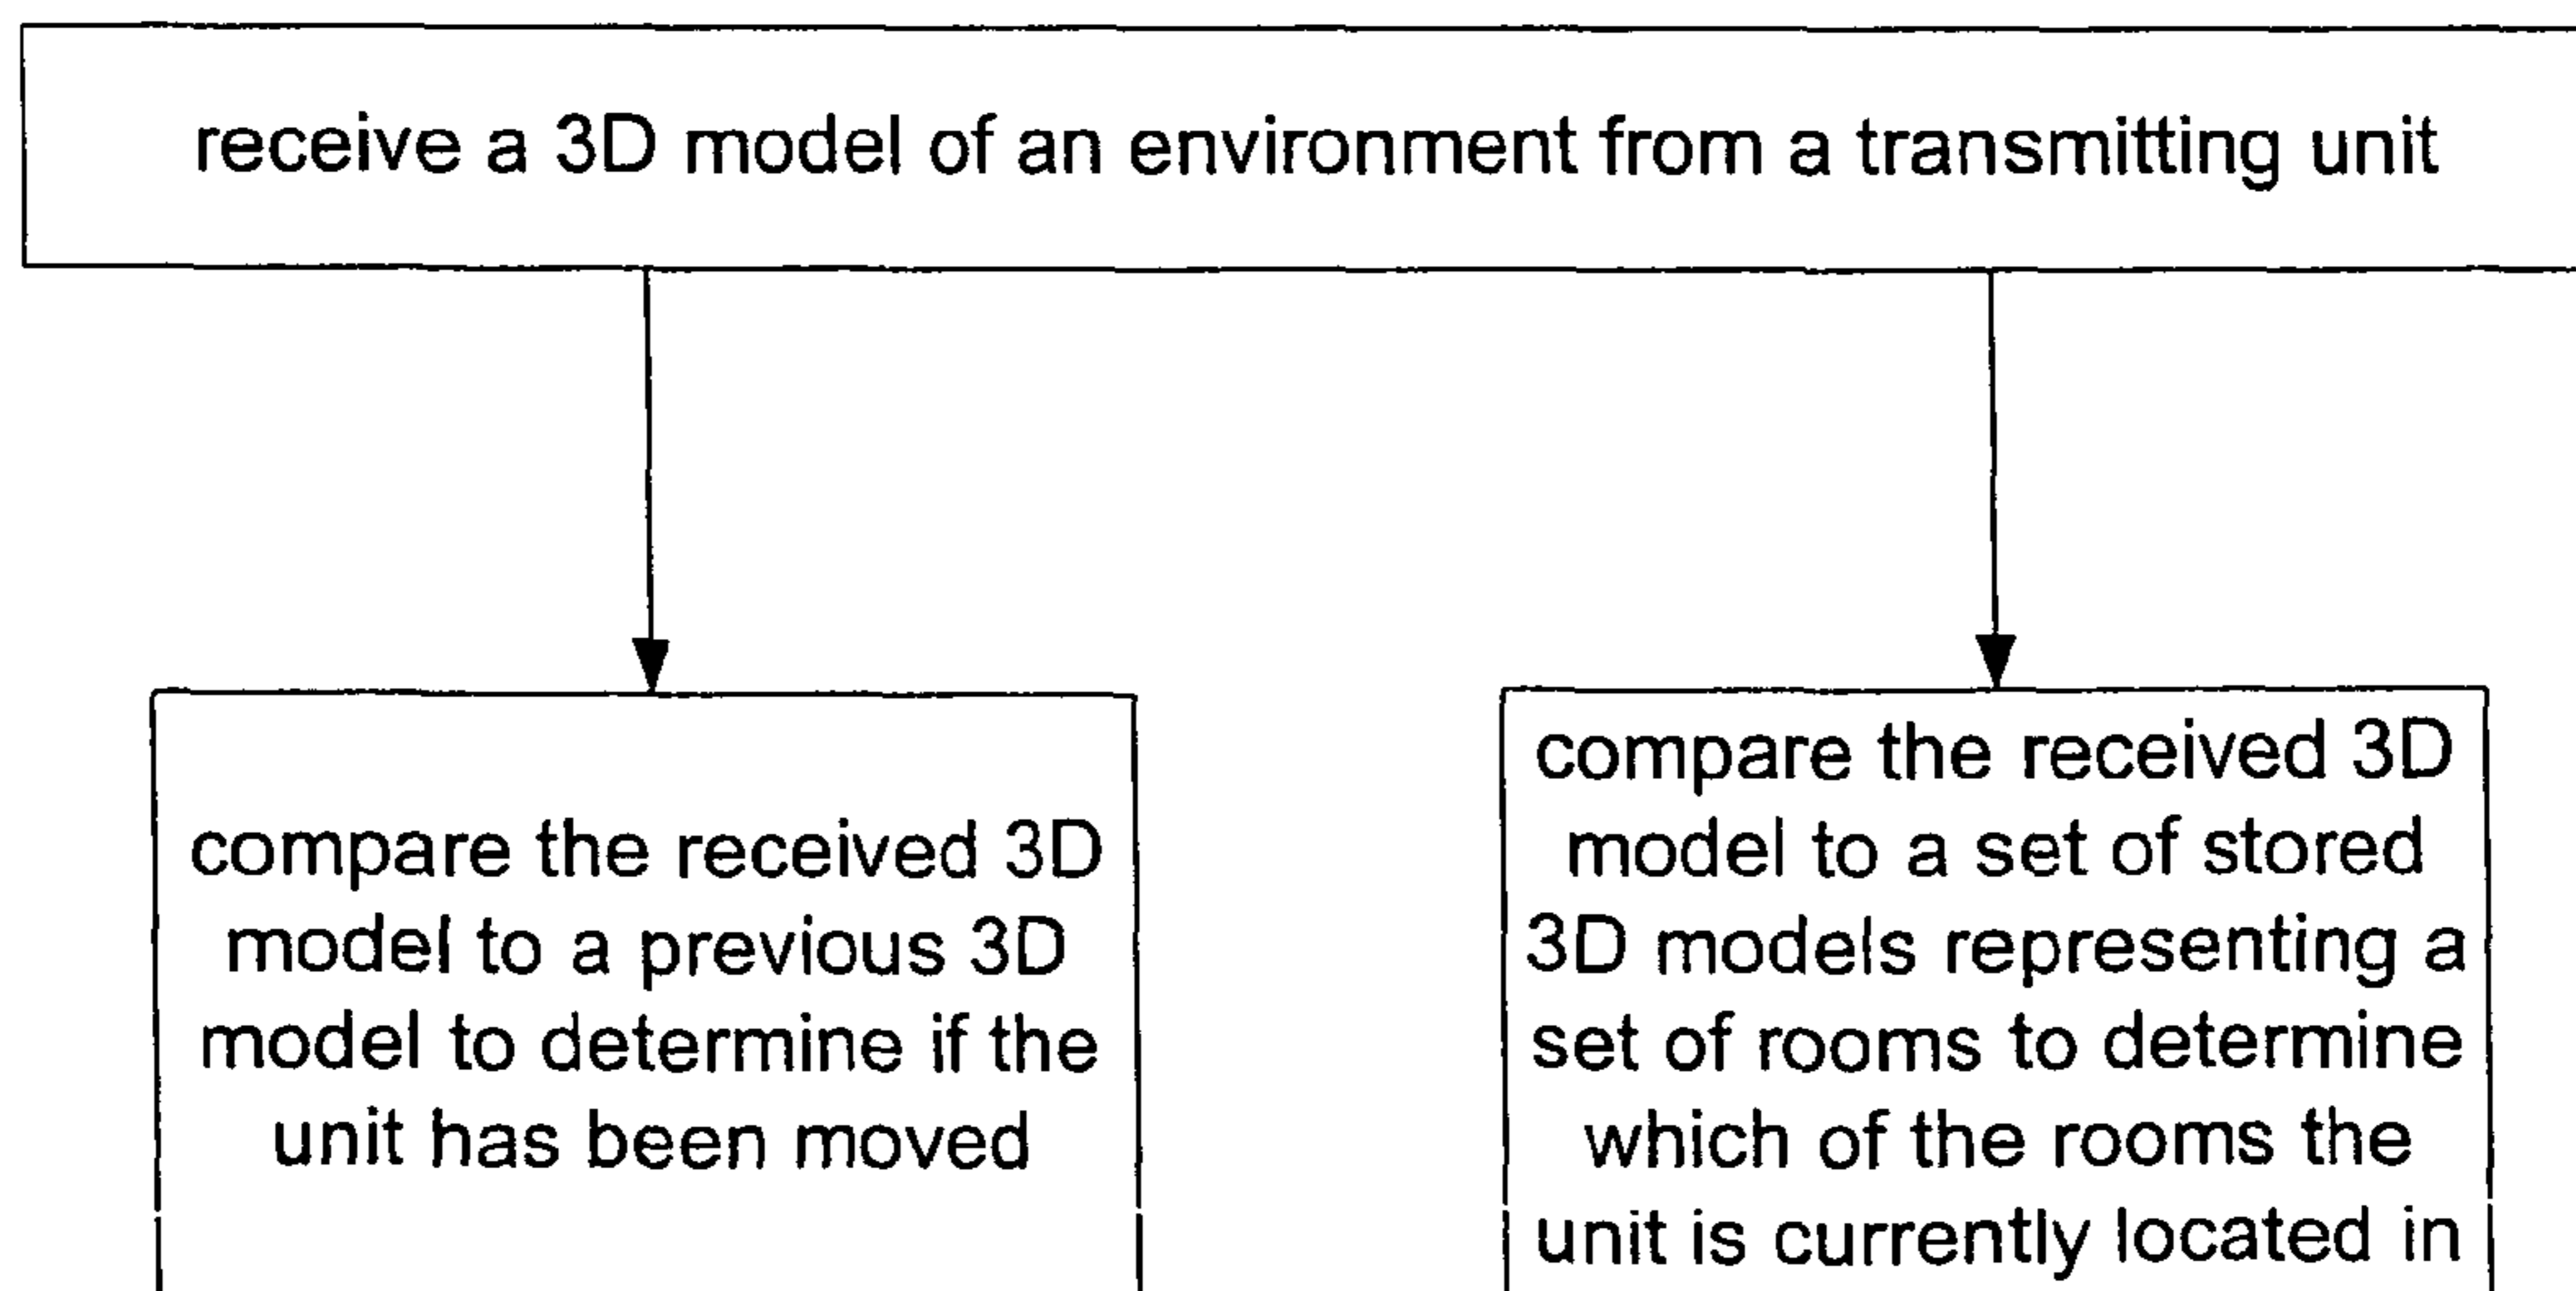 receive a 3D model of an environment from a transmitting unit
compare the received 3D
model to a previous 3D
model to determine if the
unit has been moved
compare the received 3D
model to a set of stored
3D models representing a
set of rooms to determine
which of the rooms the
unit is currently located in